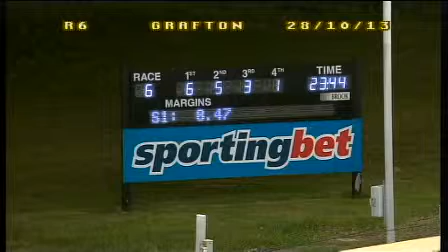 R6 GRAFTON 28/10/13
RACE 1ST 2ND 3RD 4TH TIME
6 6 5 3 1 23.44
MARGINS
S1: 8.47
sportingbet